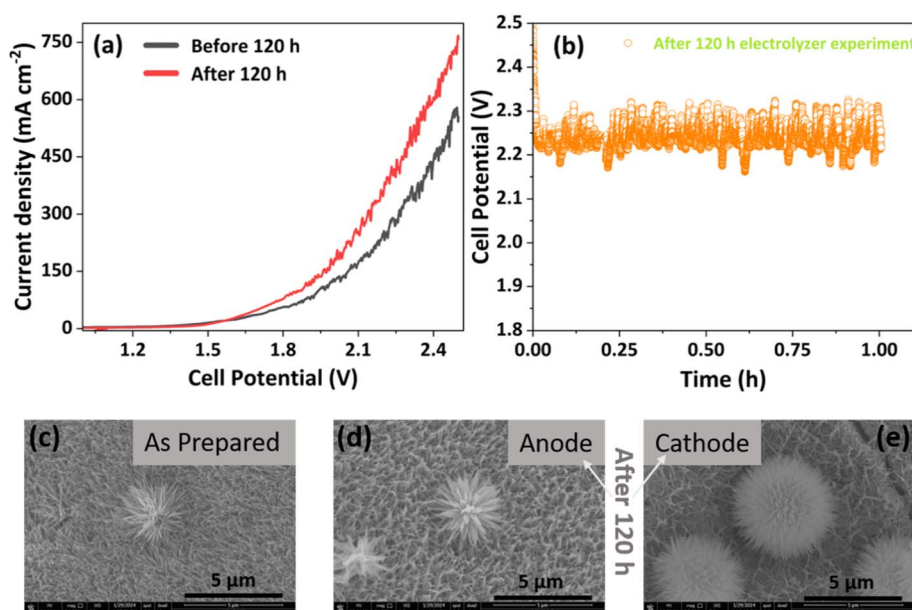 (a)
Before 120 h
After 120 h
750
600
450
300
150
0
Current density (mA cm⁻²)
1.2 1.5 1.8 2.1 2.4
Cell Potential (V)
(b)
After 120 h electrolyzer experiment
2.5
2.4
2.3
2.2
2.1
2.0
1.9
1.8
Cell Potential (V)
0.00 0.25 0.50 0.75 1.00
Time (h)
(c)
As Prepared
5 µm
(d)
Anode
5 µm
After 120 h
Cathode
(e)
5 µm